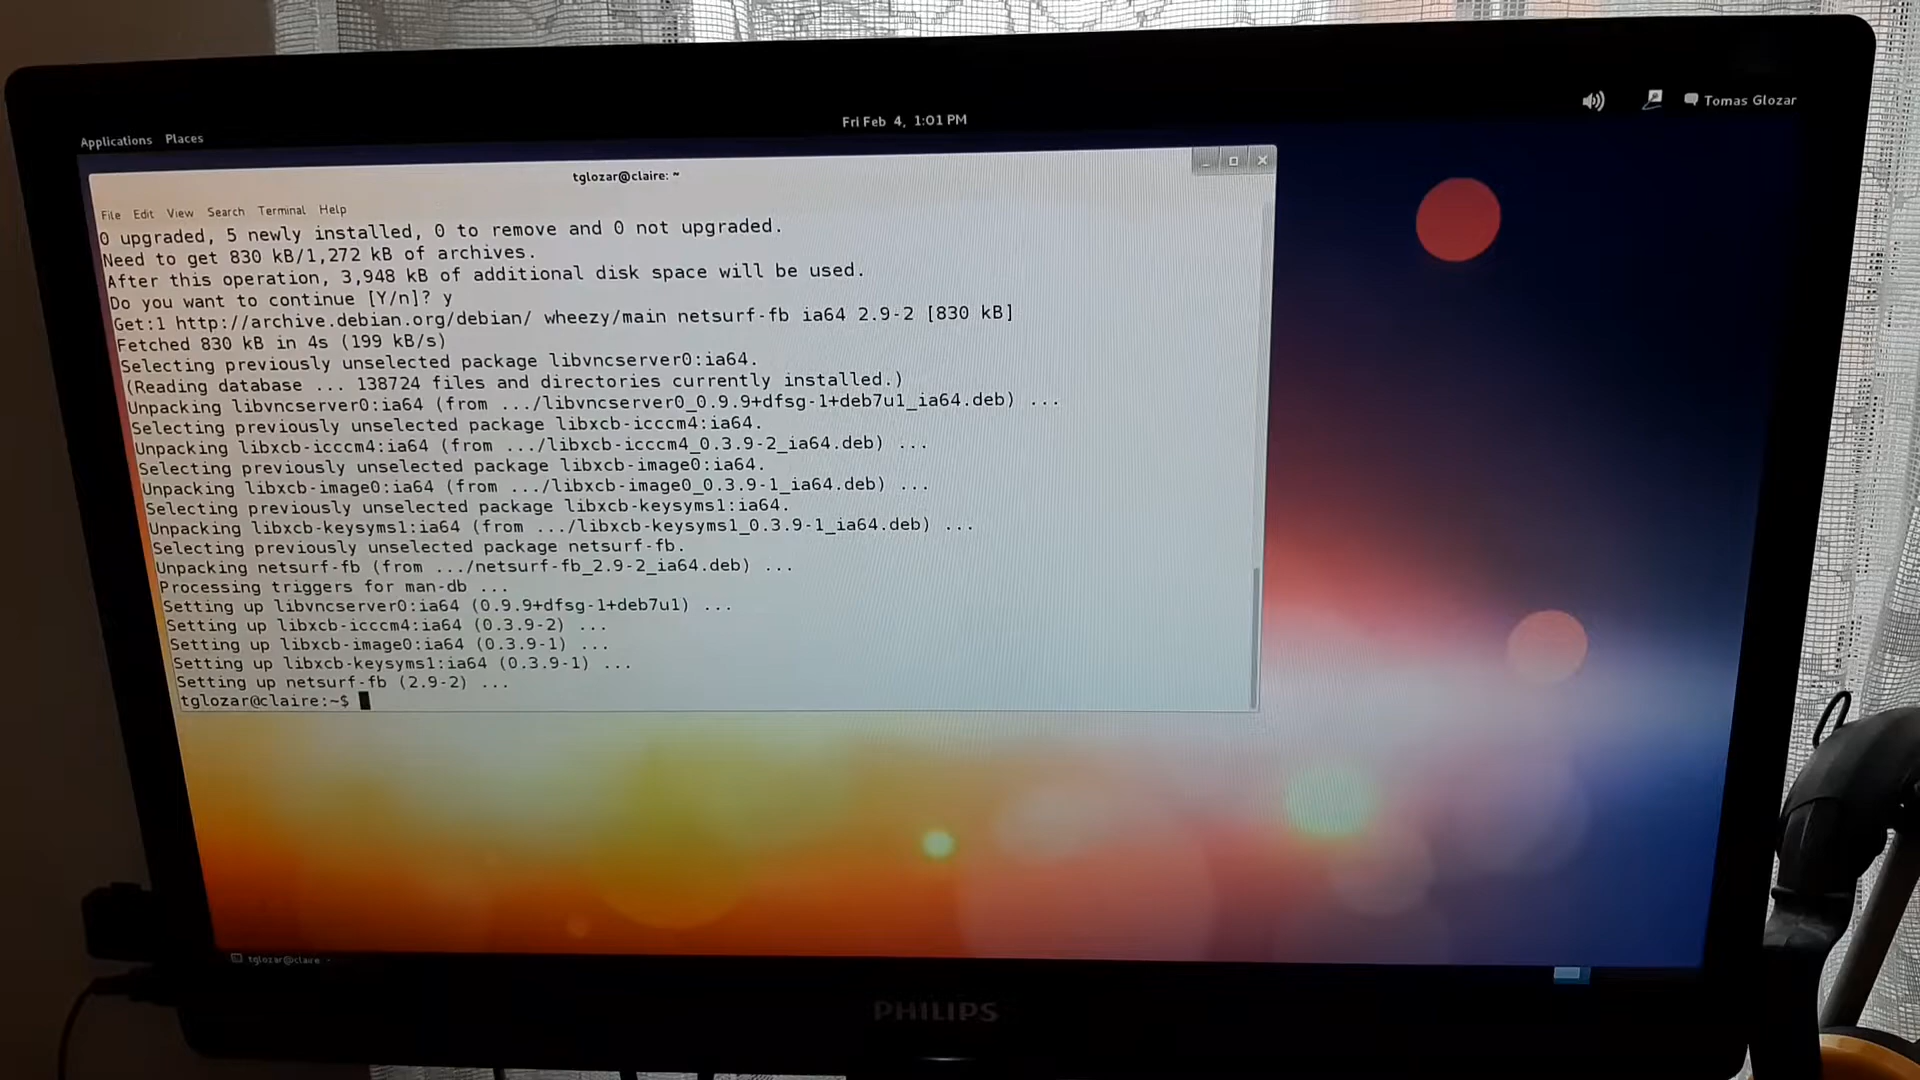 Tomas Glozar
Fri Feb 4, 1:01 PM
Applications Places
tglozar@claire: ~
File Edit View Search Terminal Help
0 upgraded, 5 newly installed, 0 to remove and 0 not upgraded.
Need to get 830 kB/1,272 kB of archives.
After this operation, 3,948 kB of additional disk space will be used.
Do you want to continue [Y/n]? y
Get:1 http://archive.debian.org/debian/ wheezy/main netsurf-fb ia64 2.9-2 [830 kB]
Fetched 830 kB in 4s (199 kB/s)
Selecting previously unselected package libvncserver0:ia64.
(Reading database ... 138724 files and directories currently installed.)
Unpacking libvncserver0:ia64 (from .../libvncserver0_0.9.9+dfsg-1+deb7u1_ia64.deb) ...
Selecting previously unselected package libxcb-icccm4:ia64.
Unpacking libxcb-icccm4:ia64 (from .../libxcb-icccm4_0.3.9-2_ia64.deb) ...
Selecting previously unselected package libxcb-image0:ia64.
Unpacking libxcb-image0:ia64 (from .../libxcb-image0_0.3.9-1_ia64.deb) ...
Selecting previously unselected package libxcb-keysyms1:ia64.
Unpacking libxcb-keysyms1:ia64 (from .../libxcb-keysyms1_0.3.9-1_ia64.deb) ...
Selecting previously unselected package netsurf-fb.
Unpacking netsurf-fb (from .../netsurf-fb_2.9-2_ia64.deb) ...
Processing triggers for man-db ...
Setting up libvncserver0:ia64 (0.9.9+dfsg-1+deb7u1) ...
Setting up libxcb-icccm4:ia64 (0.3.9-2) ...
Setting up libxcb-image0:ia64 (0.3.9-1) ...
Setting up libxcb-keysyms1:ia64 (0.3.9-1) ...
Setting up netsurf-fb (2.9-2) ...
tglozar@claire:~$
tglozar@claire: ~
PHILIPS